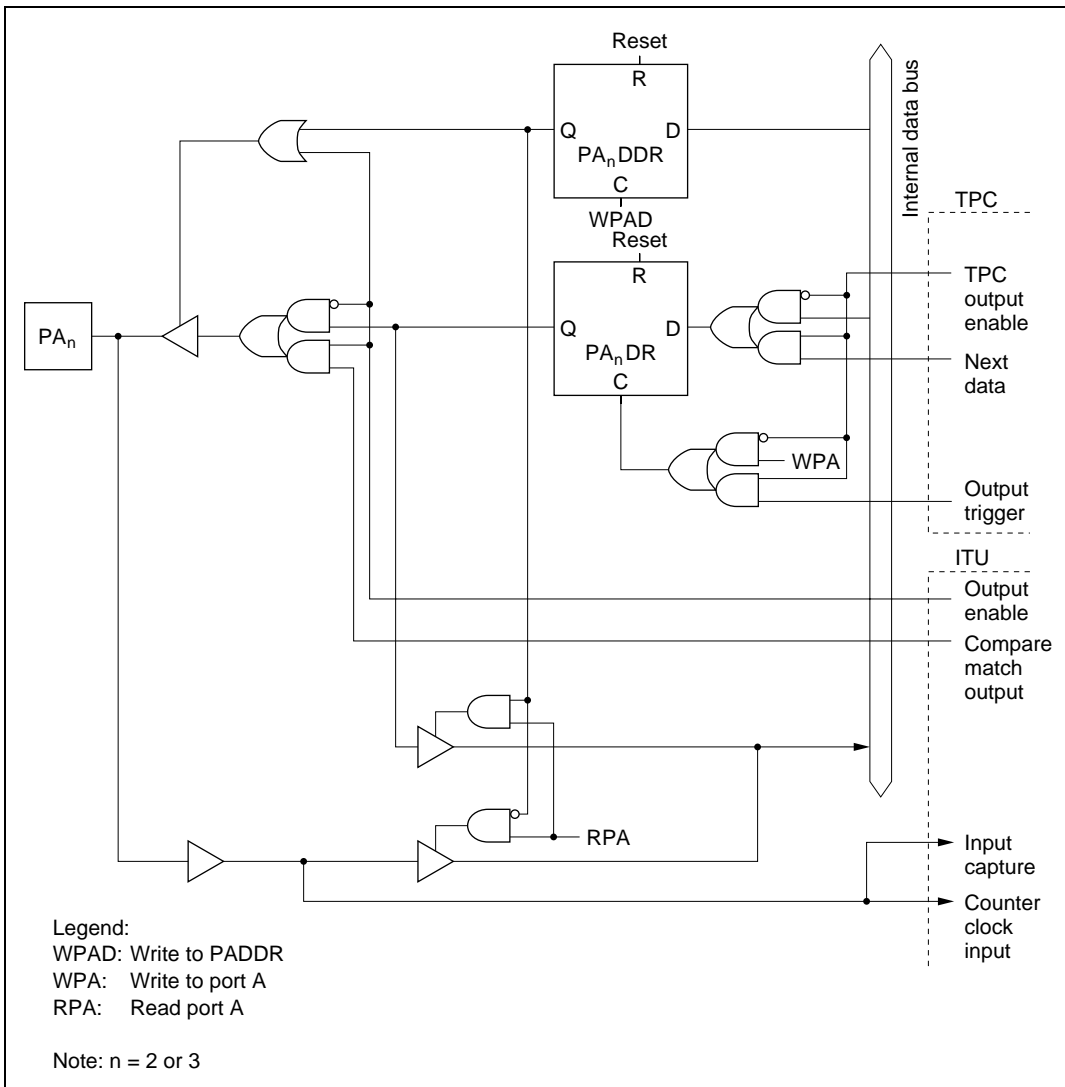 Reset
R
Q
D
PAnDDR
C
WPAD
Internal data bus
TPC
Reset
R
Q
D
PAnDR
C
TPC
output
enable
Next
data
PAn
WPA
Output
trigger
ITU
Output
enable
Compare
match
output
RPA
Input
capture
Counter
clock
input
Legend:
WPAD: Write to PADDR
WPA: Write to port A
RPA: Read port A
Note: n = 2 or 3